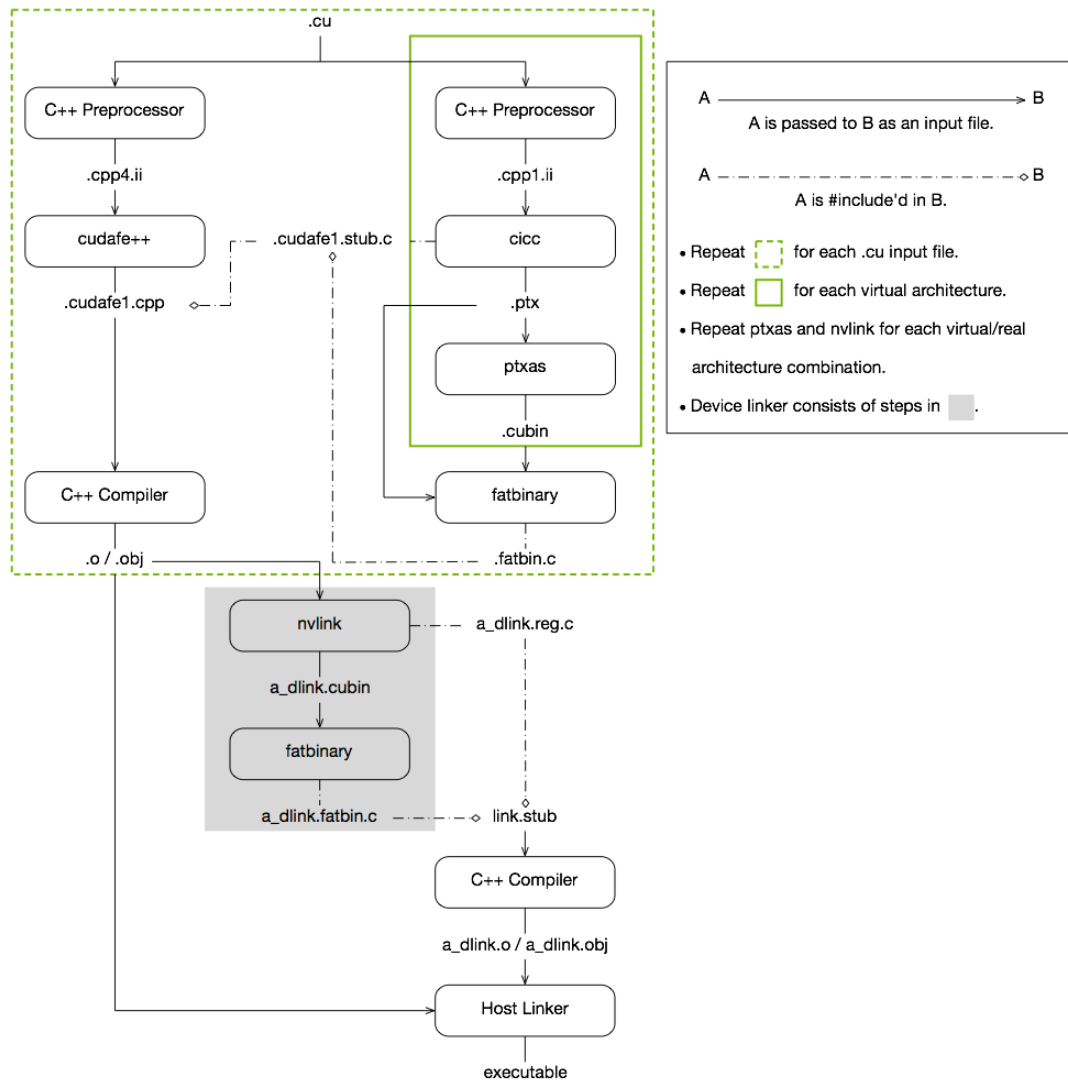 .cu
C++ Preprocessor
C++ Preprocessor
.cpp4.ii
.cpp1.ii
cudafe++
.cudafe1.stub.c
cicc
.cudafe1.cpp
.ptx
ptxas
.cubin
C++ Compiler
fatbinary
.o / .obj
.fatbin.c
nvlink
a_dlink.reg.c
a_dlink.cubin
fatbinary
a_dlink.fatbin.c
link.stub
C++ Compiler
a_dlink.o / a_dlink.obj
Host Linker
executable
A B
A is passed to B as an input file.
A B
A is #include'd in B.
• Repeat for each .cu input file.
• Repeat for each virtual architecture.
• Repeat ptxas and nvlink for each virtual/real
architecture combination.
• Device linker consists of steps in .